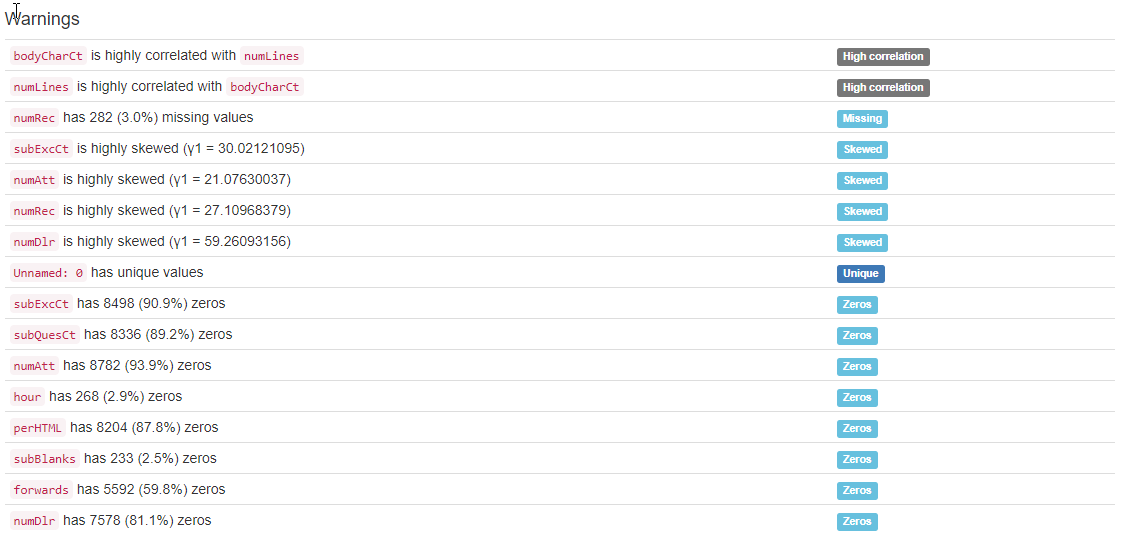 Warnings
bodyCharCt is highly correlated with numLines High correlation
numLines is highly correlated with bodyCharCt High correlation
numRec has 282 (3.0%) missing values Missing
subExcCt is highly skewed (γ1 = 30.02121095) Skewed
numAtt is highly skewed (γ1 = 21.07630037) Skewed
numRec is highly skewed (γ1 = 27.10968379) Skewed
numDlr is highly skewed (γ1 = 59.26093156) Skewed
Unnamed: 0 has unique values Unique
subExcCt has 8498 (90.9%) zeros Zeros
subQuesCt has 8336 (89.2%) zeros Zeros
numAtt has 8782 (93.9%) zeros Zeros
hour has 268 (2.9%) zeros Zeros
perHTML has 8204 (87.8%) zeros Zeros
subBlanks has 233 (2.5%) zeros Zeros
forwards has 5592 (59.8%) zeros Zeros
numDlr has 7578 (81.1%) zeros Zeros